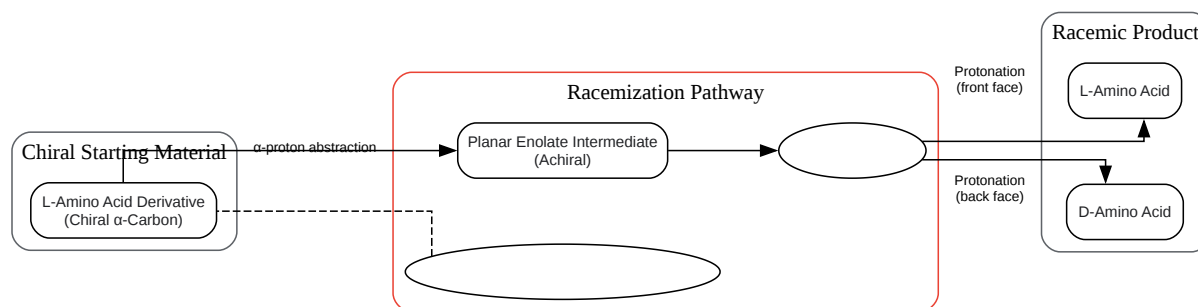 Racemic Product
Protonation
(front face)
L-Amino Acid
Racemization Pathway
Chiral Starting Material
α-proton abstraction
Planar Enolate Intermediate
(Achiral)
Protonation
(back face)
L-Amino Acid Derivative
(Chiral α-Carbon)
D-Amino Acid